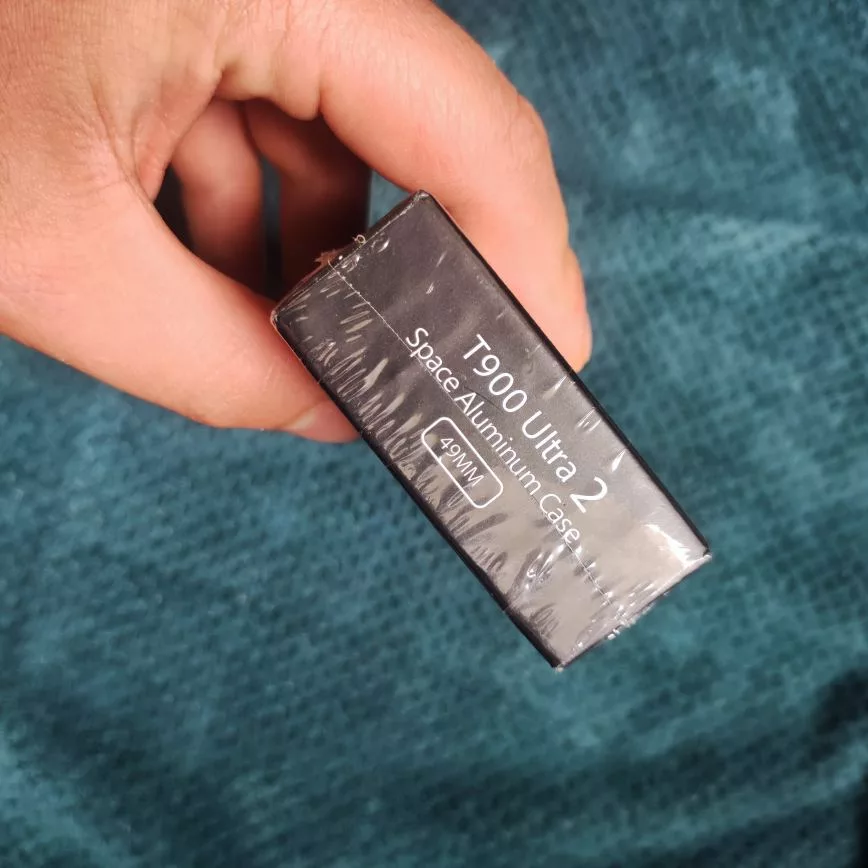 T900 Ultra 2
Space Aluminum Case
49MM